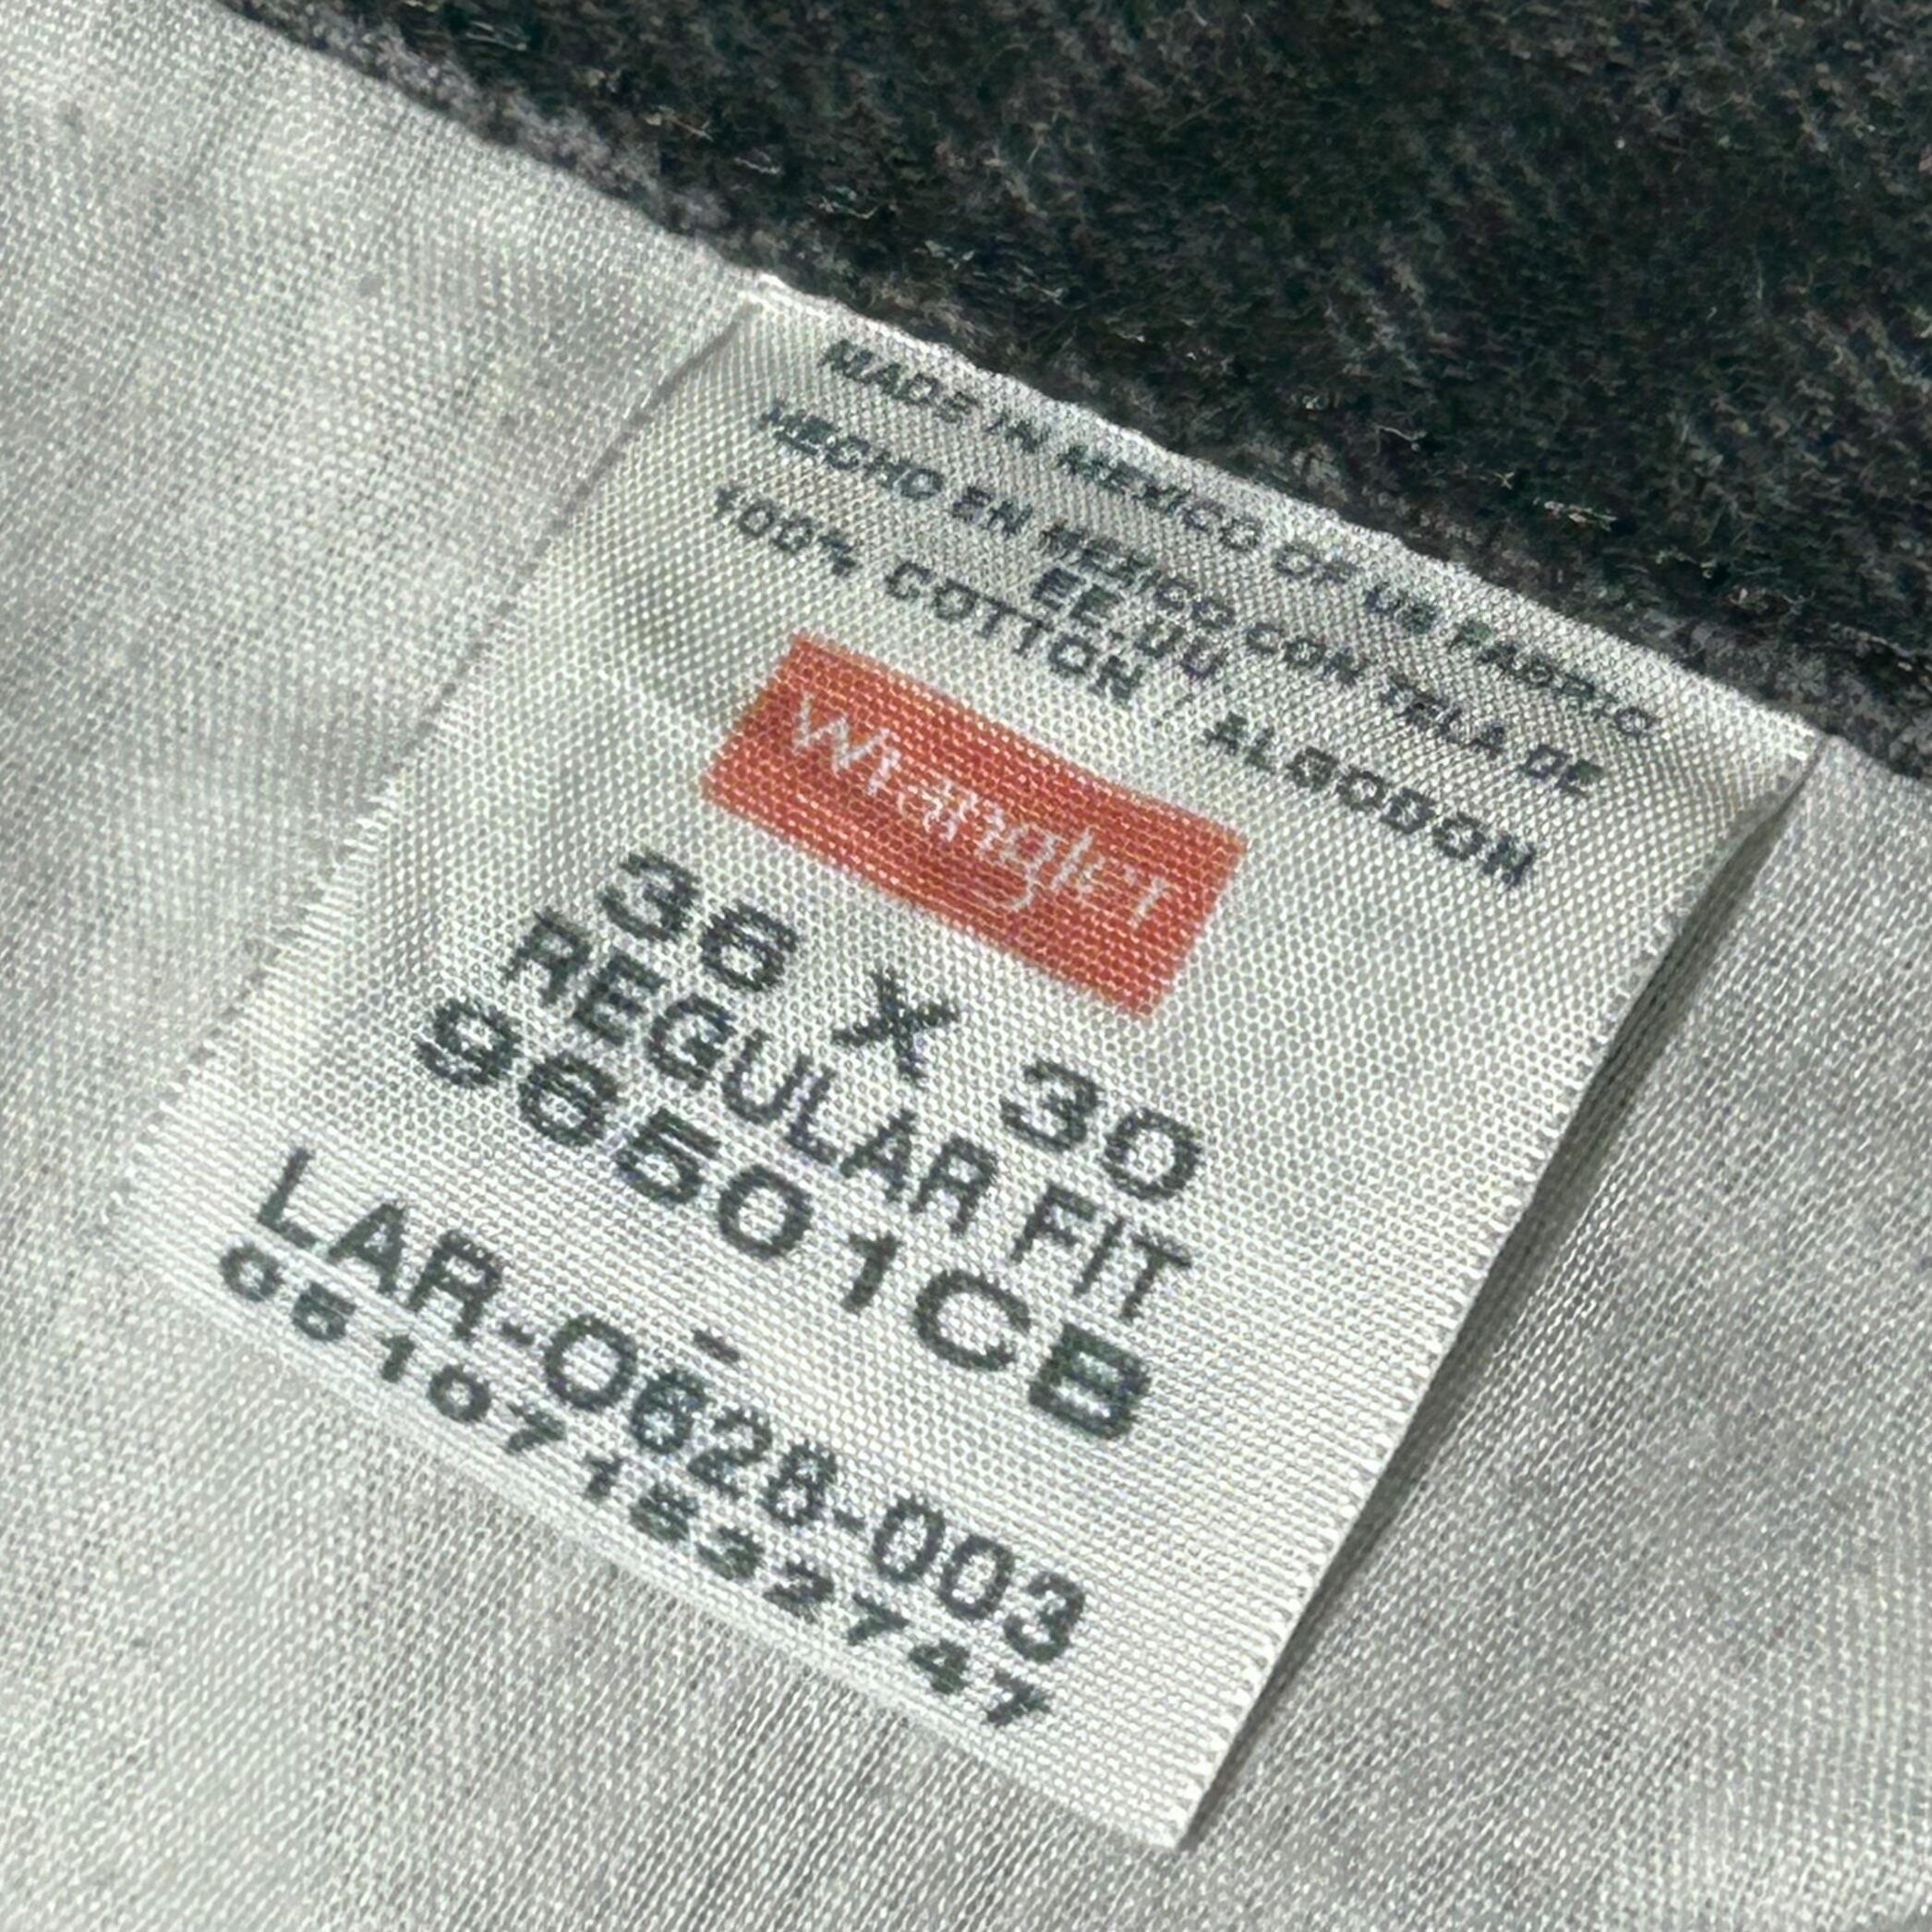 MADE IN MEXICO OF US FABRIC
HECHO EN MEXICO CON TELA DE
EE.UU
100% COTTON / ALGODON
Wrangler
36 X 30
REGULAR FIT
96501CB
-
LAR-0628-003
051071832747